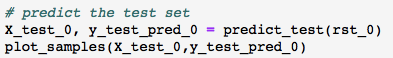 # predict the test set
X_test_0, y_test_pred_0 = predict_test(rst_0)
plot_samples(X_test_0,y_test_pred_0)